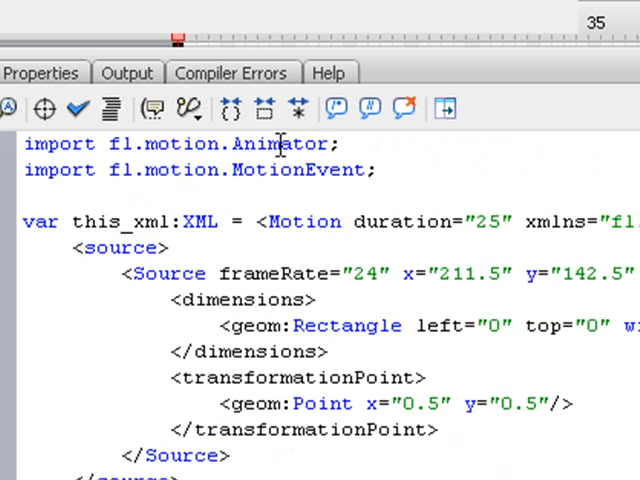 35
Properties Output Compiler Errors Help
import fl.motion.Animator;
import fl.motion.MotionEvent;
var this_xml:XML = <Motion duration="25" xmlns="fl.
<source>
<Source frameRate="24" x="211.5" y="142.5"
<dimensions>
<geom:Rectangle left="0" top="0" wi
</dimensions>
<transformationPoint>
<geom:Point x="0.5" y="0.5"/>
</transformationPoint>
</Source>
</source>